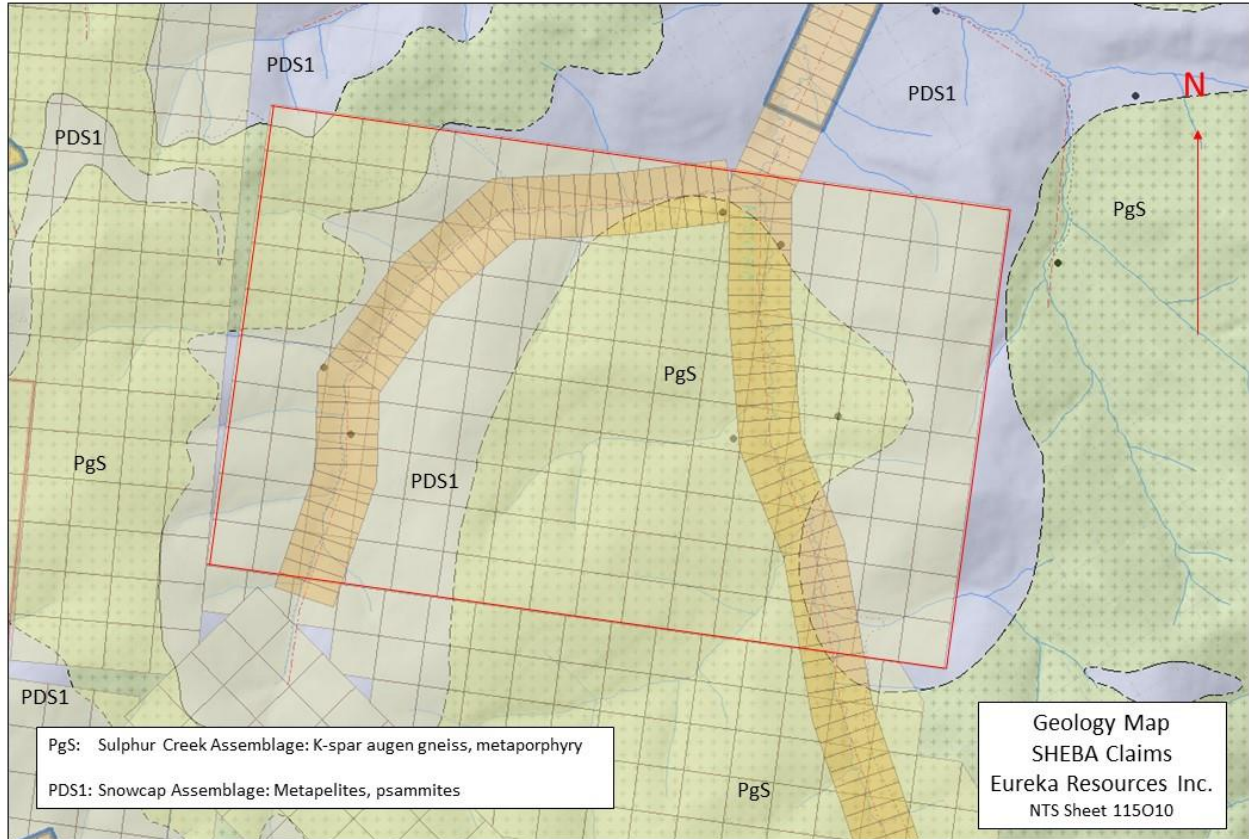 PDS1
PDS1
N
PDS1
PgS
PgS
PgS
PDS1
PDS1
PgS
PgS: Sulphur Creek Assemblage: K-spar augen gneiss, metaporphyry
PDS1: Snowcap Assemblage: Metapelites, psammites
Geology Map
SHEBA Claims
Eureka Resources Inc.
NTS Sheet 115O10